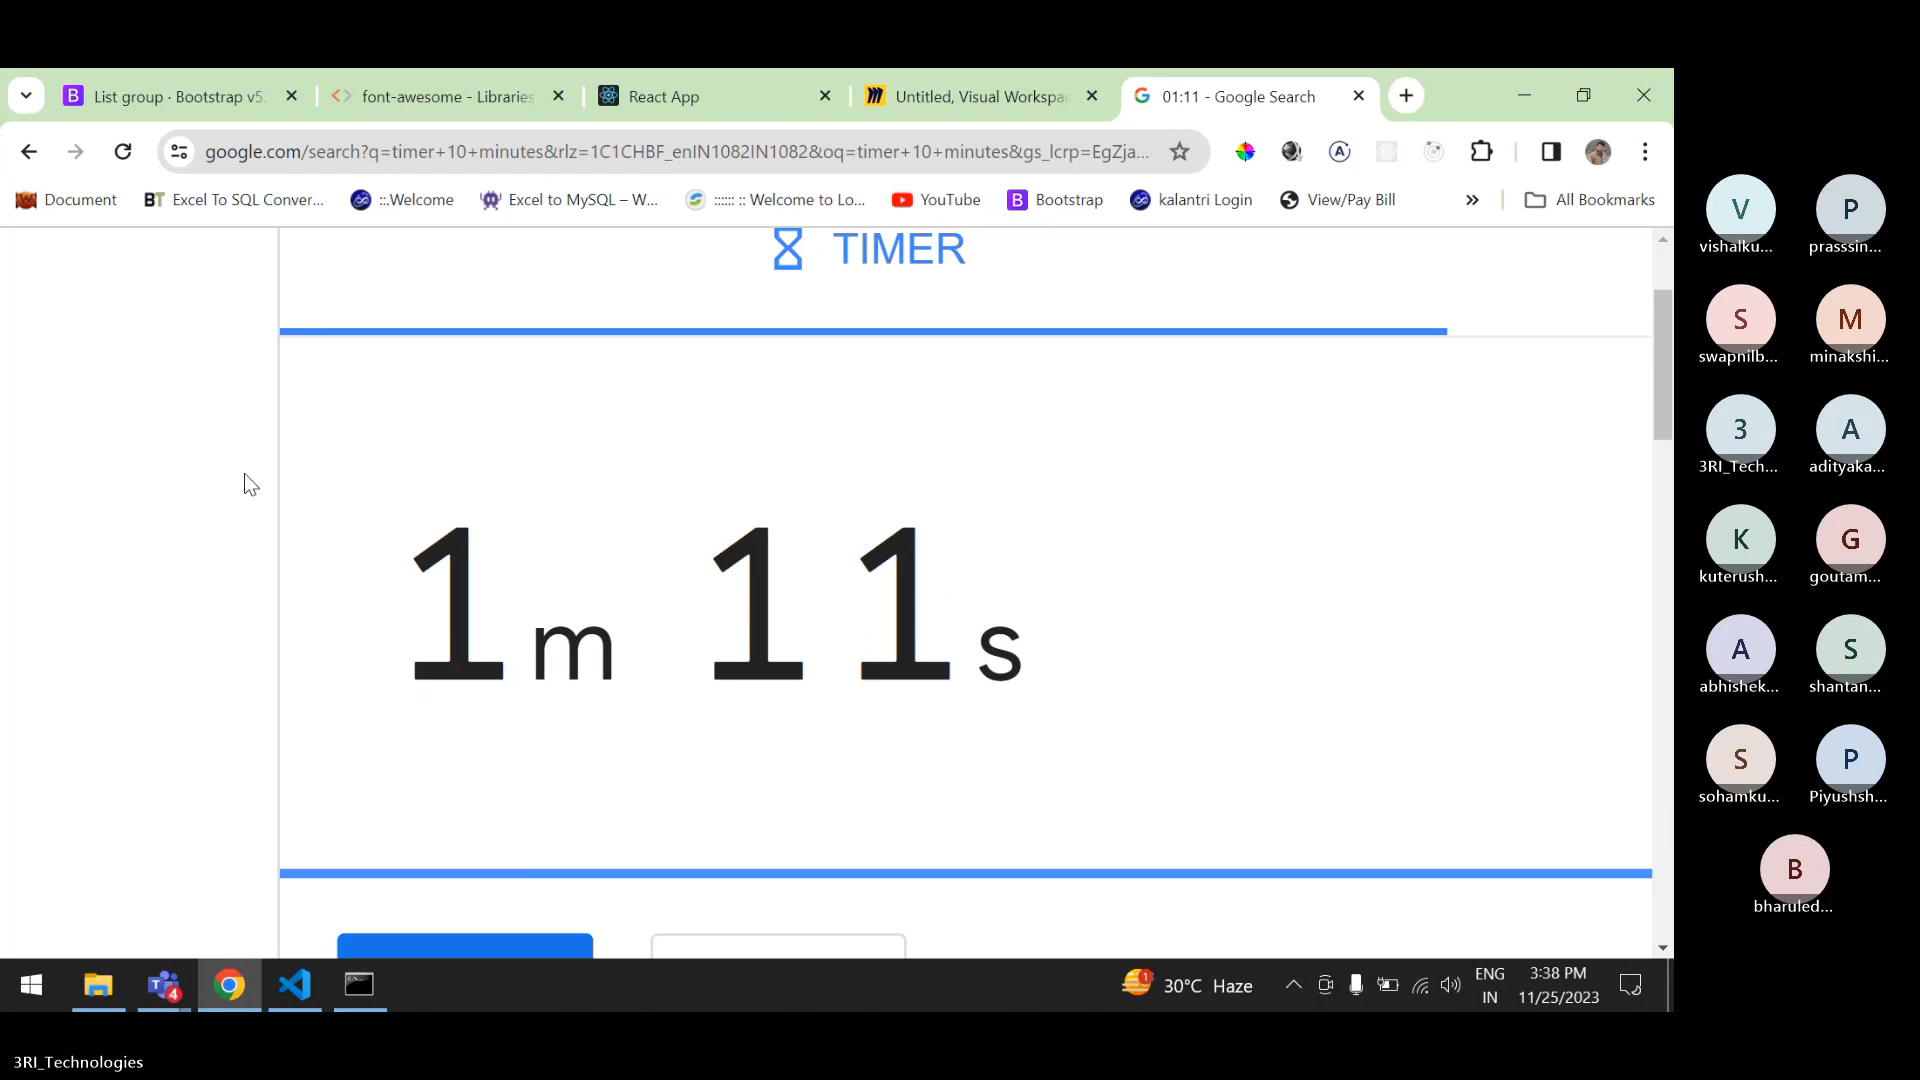 List group · Bootstrap v5.
font-awesome - Libraries
React App
Untitled, Visual Workspa
01:11 - Google Search
google.com/search?q=timer+10+minutes&rlz=1C1CHBF_enIN1082IN1082&oq=timer+10+minutes&gs_lcrp=EgZja...
Document
BT Excel To SQL Conver...
::.Welcome
Excel to MySQL – W...
:::::: :: Welcome to Lo...
YouTube
B Bootstrap
kalantri Login
View/Pay Bill
»
All Bookmarks
TIMER
1 m 11 s
V
vishalku...
P
prasssin...
S
swapnilb...
M
minakshi...
3
3RI_Tech...
A
adityaka...
K
kuterush...
G
goutam...
A
abhishek...
S
shantan...
S
sohamku...
P
Piyushsh...
B
bharuled...
30°C Haze
ENG
IN
3:38 PM
11/25/2023
3RI_Technologies